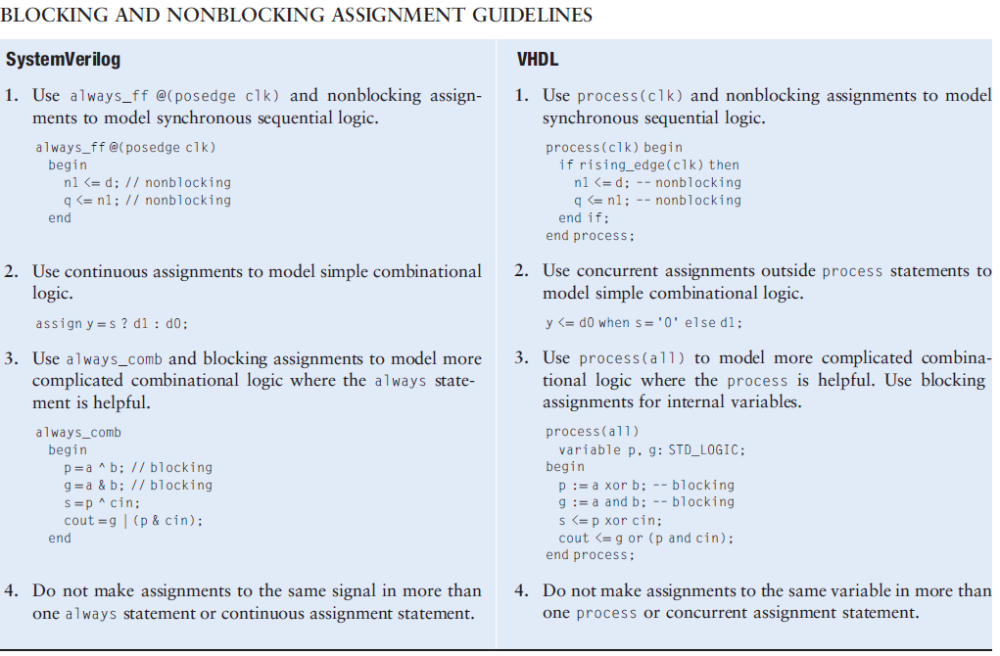 BLOCKING AND NONBLOCKING ASSIGNMENT GUIDELINES
SystemVerilog
1. Use always_ff @(posedge clk) and nonblocking assign-
ments to model synchronous sequential logic.
always_ff @(posedge clk)
begin
n1 <= d; // nonblocking
q <= n1; // nonblocking
end
2. Use continuous assignments to model simple combinational
logic.
assign y = s ? d1 : d0;
3. Use always_comb and blocking assignments to model more
complicated combinational logic where the always state-
ment is helpful.
always_comb
begin
p = a ^ b; // blocking
g = a & b; // blocking
s = p ^ cin;
cout = g | (p & cin);
end
4. Do not make assignments to the same signal in more than
one always statement or continuous assignment statement.
VHDL
1. Use process(clk) and nonblocking assignments to model
synchronous sequential logic.
process(clk) begin
if rising_edge(clk) then
n1 <= d; -- nonblocking
q <= n1; -- nonblocking
end if;
end process;
2. Use concurrent assignments outside process statements to
model simple combinational logic.
y <= d0 when s = '0' else d1;
3. Use process(all) to model more complicated combina-
tional logic where the process is helpful. Use blocking
assignments for internal variables.
process(all)
variable p, g: STD_LOGIC;
begin
p := a xor b; -- blocking
g := a and b; -- blocking
s <= p xor cin;
cout <= g or (p and cin);
end process;
4. Do not make assignments to the same variable in more than
one process or concurrent assignment statement.